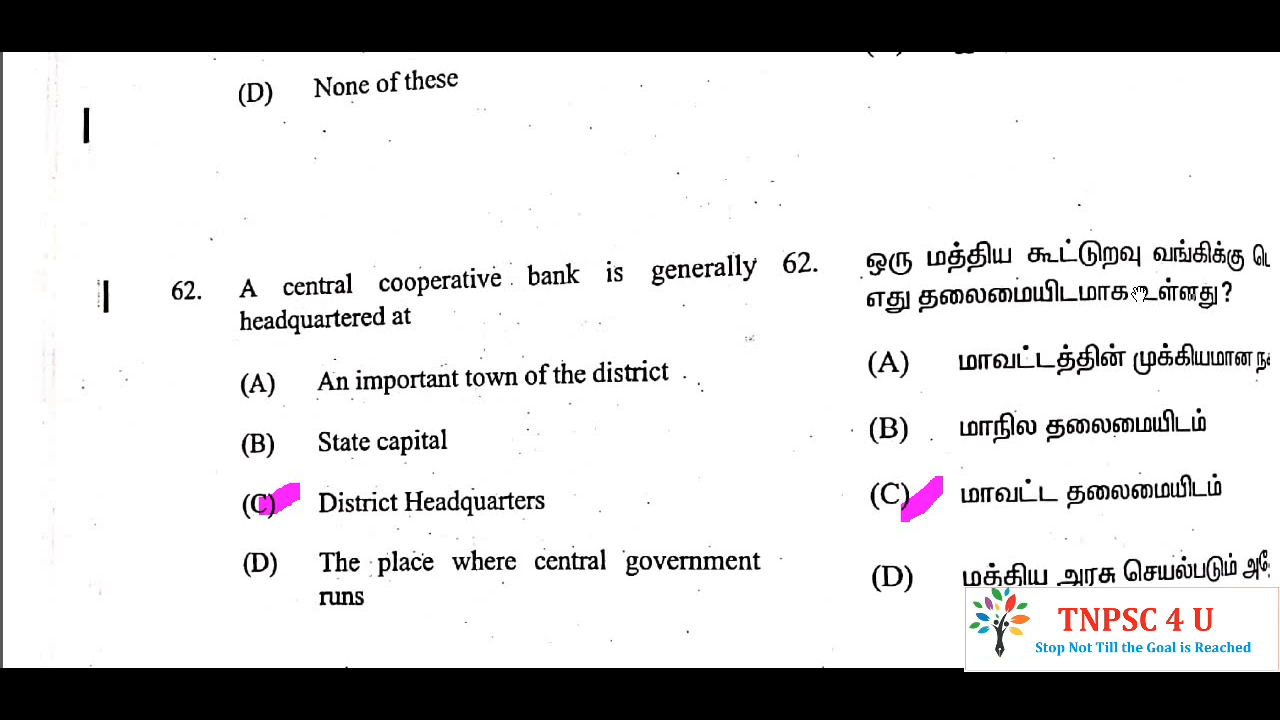 (D) None of these
62. A central cooperative bank is generally
headquartered at
(A) An important town of the district
(B) State capital
(C) District Headquarters
(D) The place where central government
runs
62. ஒரு மத்திய கூட்டுறவு வங்கிக்கு
எது தலைமையிடமாக உள்ளது?
(A) மாவட்டத்தின் முக்கியமான
(B) மாநில தலைமையிடம்
(C) மாவட்ட தலைமையிடம்
(D) மத்திய அரசு செயல்படும்
TNPSC 4 U
Stop Not Till the Goal is Reached